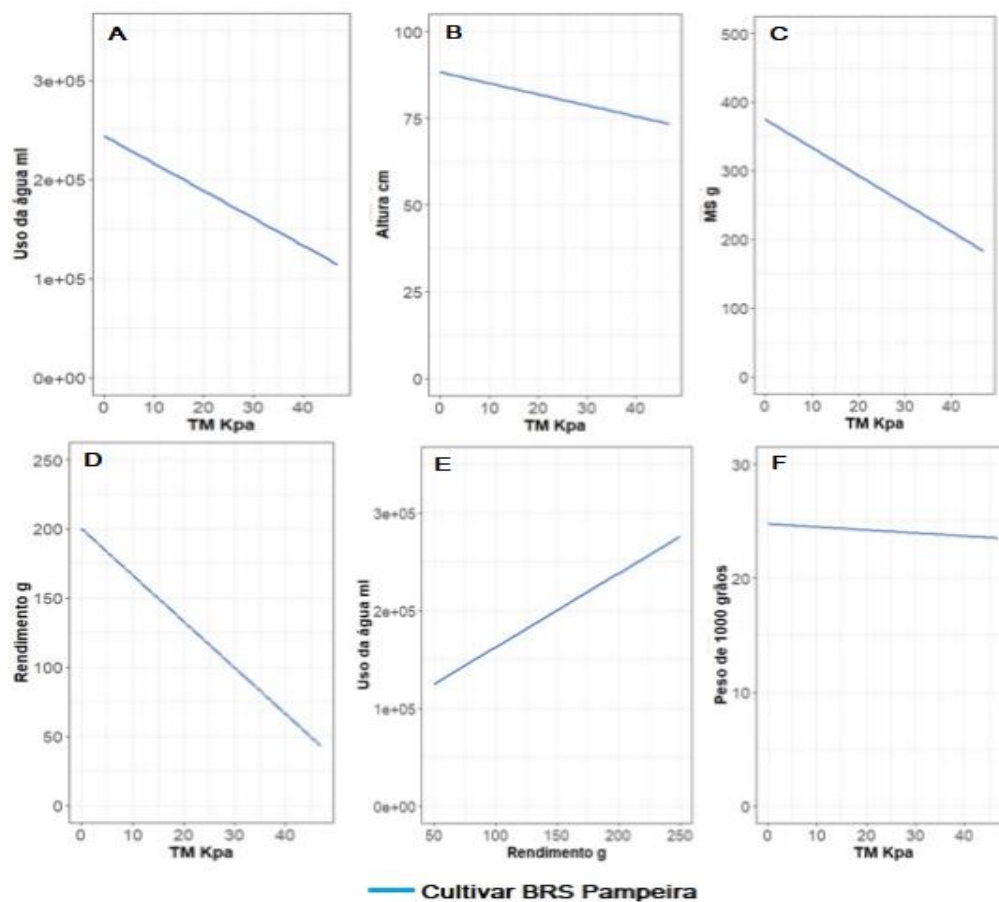 A
Uso da água ml
3e+05
2e+05
1e+05
0e+00
0 10 20 30 40
TM Kpa
B
Altura cm
100
75
50
25
0
0 10 20 30 40
TM Kpa
C
MS g
500
400
300
200
100
0
0 10 20 30 40
TM Kpa
D
Rendimento g
250
200
150
100
50
0
0 10 20 30 40
TM Kpa
E
Uso da água ml
3e+05
2e+05
1e+05
0e+00
50 100 150 200 250
Rendimento g
F
Peso de 1000 grãos
30
20
10
0
0 10 20 30 40
TM Kpa
Cultivar BRS Pampeira